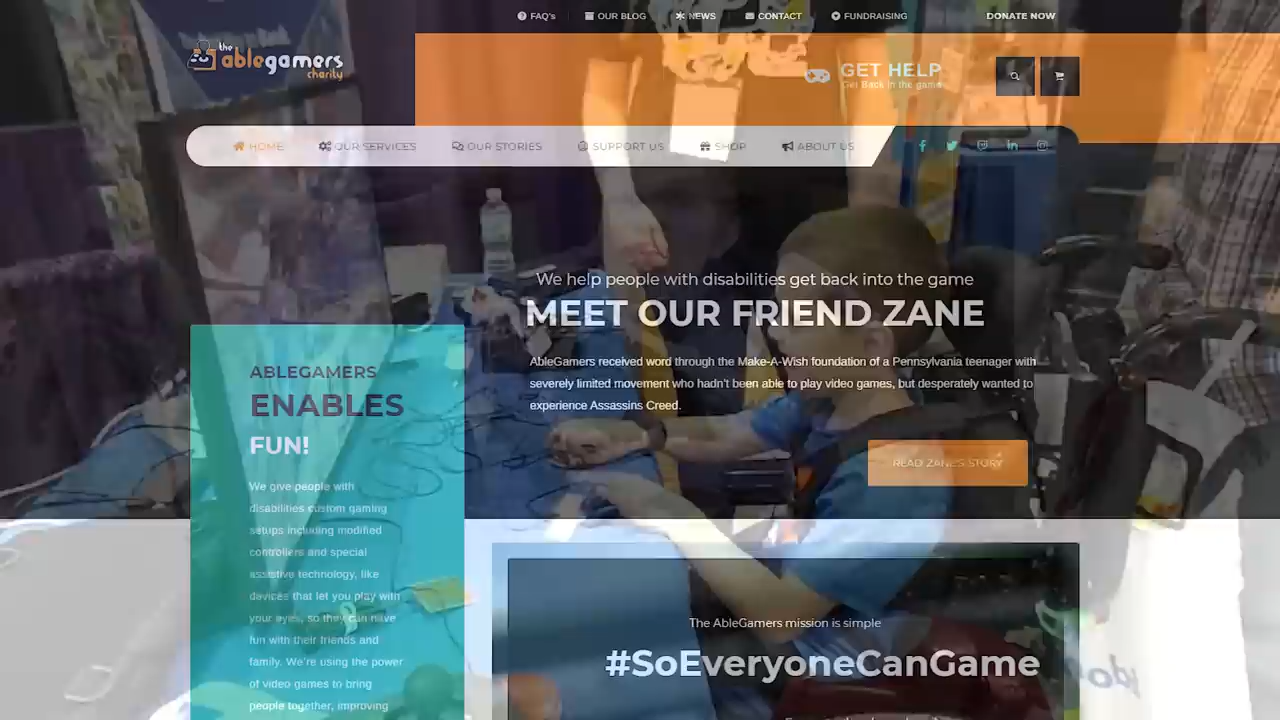 FAQ's
OUR BLOG
NEWS
CONTACT
FUNDRAISING
DONATE NOW
the
ablegamers
charity
GET HELP
Get Back in the game
HOME
OUR SERVICES
OUR STORIES
SUPPORT US
SHOP
ABOUT US
We help people with disabilities get back into the game
MEET OUR FRIEND ZANE
AbleGamers received word through the Make-A-Wish foundation of a Pennsylvania teenager with
severely limited movement who hadn't been able to play video games, but desperately wanted to
experience Assassins Creed.
READ ZANE'S STORY
ABLEGAMERS
ENABLES
FUN!
We give people with
disabilities custom gaming
setups including modified
controllers and special
assistive technology, like
devices that let you play with
your eyes, so they can have
fun with their friends and
family. We're using the power
of video games to bring
people together, improving
The AbleGamers mission is simple
#SoEveryoneCanGame